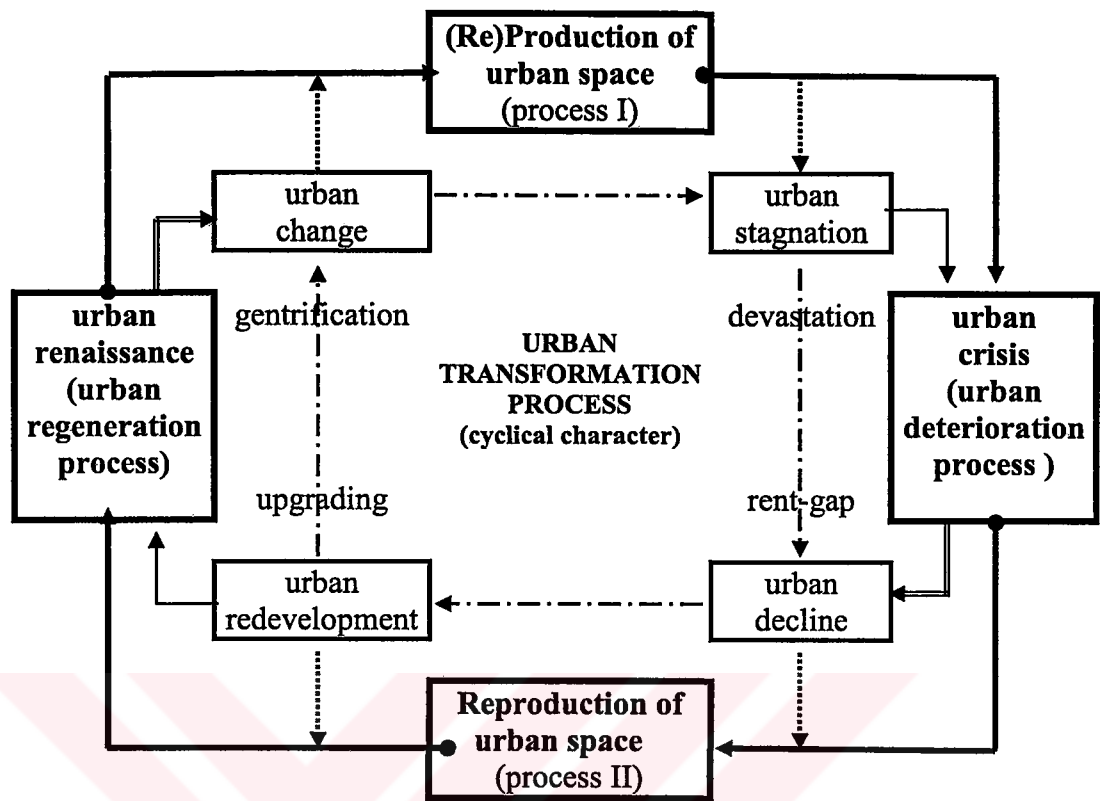 (Re)Production of
urban space
(process I)
urban
change
urban
stagnation
gentrification
devastation
urban
renaissance
(urban
regeneration
process)
URBAN
TRANSFORMATION
PROCESS
(cyclical character)
urban
crisis
(urban
deterioration
process )
upgrading
rent-gap
urban
redevelopment
urban
decline
Reproduction of
urban space
(process II)